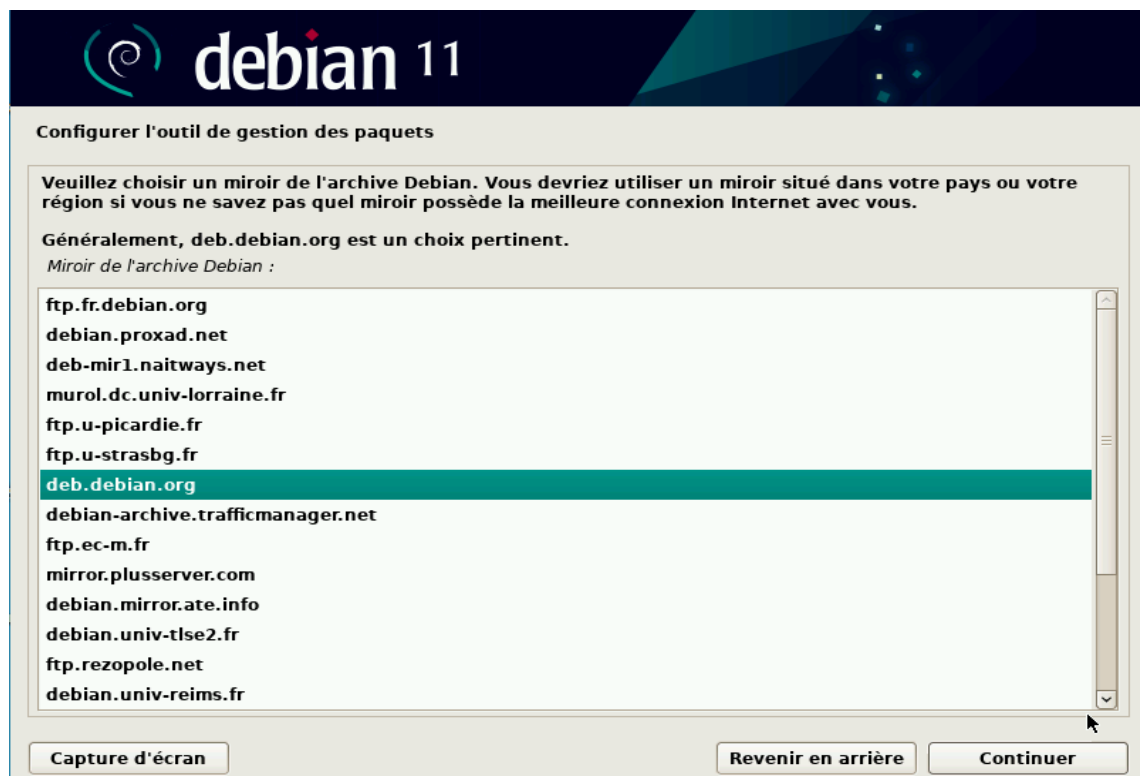 debian 11
Configurer l'outil de gestion des paquets
Veuillez choisir un miroir de l'archive Debian. Vous devriez utiliser un miroir situé dans votre pays ou votre
région si vous ne savez pas quel miroir possède la meilleure connexion Internet avec vous.
Généralement, deb.debian.org est un choix pertinent.
Miroir de l'archive Debian :
ftp.fr.debian.org
debian.proxad.net
deb-mir1.naitways.net
murol.dc.univ-lorraine.fr
ftp.u-picardie.fr
ftp.u-strasbg.fr
deb.debian.org
debian-archive.trafficmanager.net
ftp.ec-m.fr
mirror.plusserver.com
debian.mirror.ate.info
debian.univ-tlse2.fr
ftp.rezopole.net
debian.univ-reims.fr
Capture d'écran
Revenir en arrière
Continuer